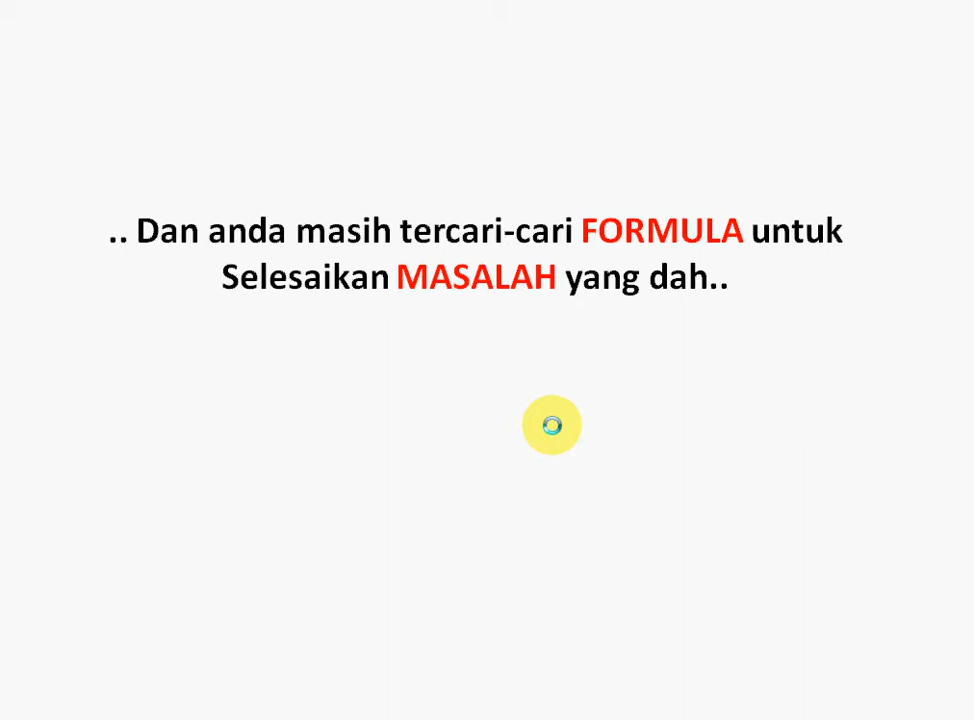 .. Dan anda masih tercari-cari FORMULA untuk
Selesaikan MASALAH yang dah..